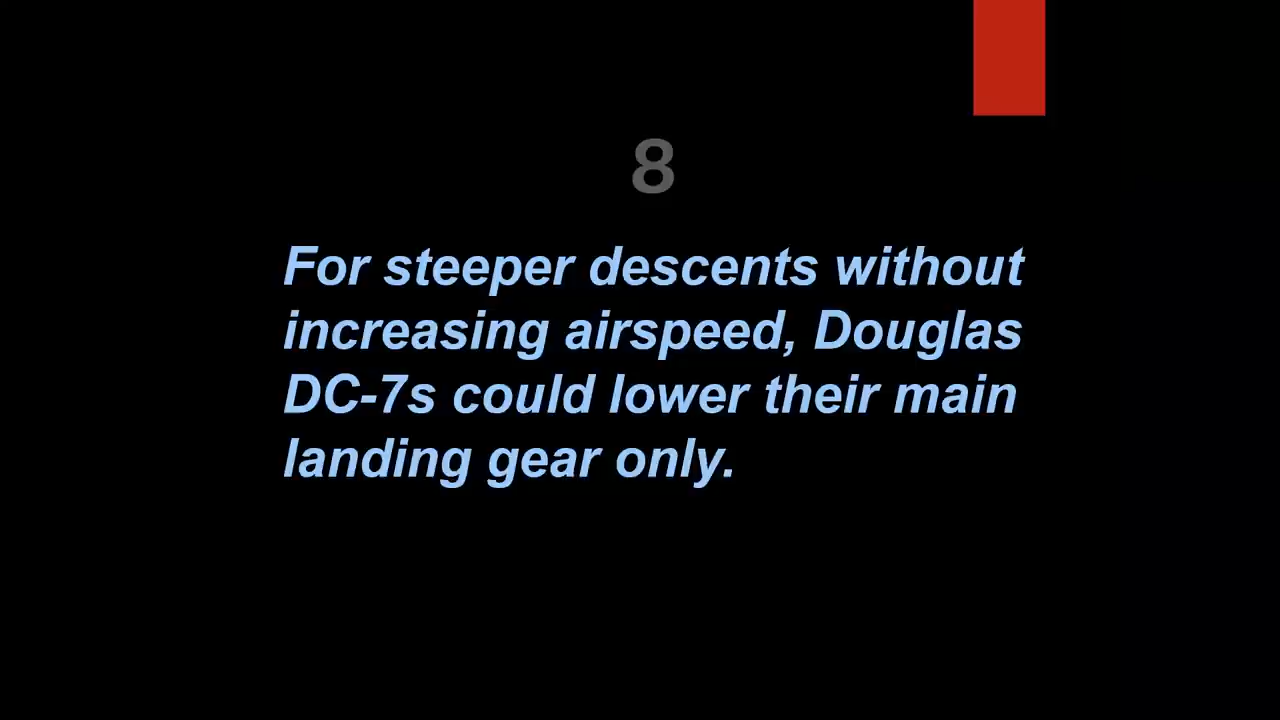 8
For steeper descents without
increasing airspeed, Douglas
DC-7s could lower their main
landing gear only.